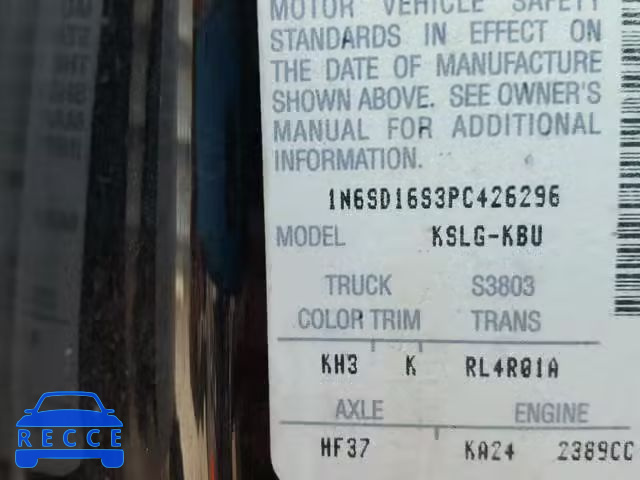 MOTOR VEHICLE SAFETY
STANDARDS IN EFFECT ON
THE DATE OF MANUFACTURE
SHOWN ABOVE. SEE OWNER'S
MANUAL FOR ADDITIONAL
INFORMATION.
1N6SD16S3PC426296
MODEL KSLG-KBU
TRUCK S3803
COLOR TRIM TRANS
KH3 K RL4R01A
AXLE ENGINE
HF37 KA24 2389CC
RECCE